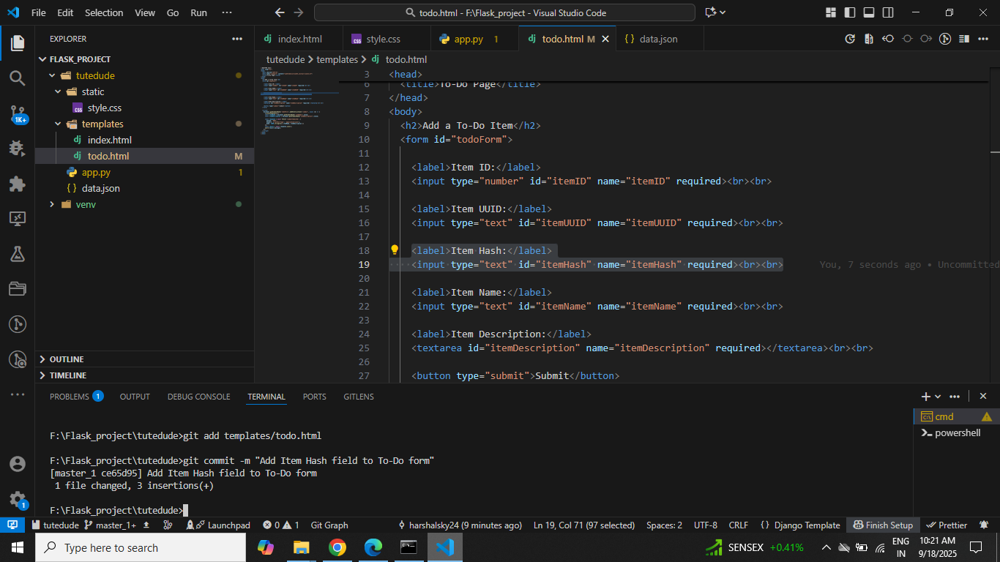 File Edit Selection View Go Run ··· todo.html - F:\Flask_project - Visual Studio Code
EXPLORER
FLASK_PROJECT
tutedude
static
style.css
templates
index.html
todo.html M
app.py 1
data.json
venv
OUTLINE
TIMELINE
1K+
1
index.html style.css app.py 1 todo.html M data.json
tutedude > templates > todo.html
3 <head>
6 <title>To-Do Page</title>
7 </head>
8 <body>
9 <h2>Add a To-Do Item</h2>
10 <form id="todoForm">
11
12 <label>Item ID:</label>
13 <input type="number" id="itemID" name="itemID" required><br><br>
14
15 <label>Item UUID:</label>
16 <input type="text" id="itemUUID" name="itemUUID" required><br><br>
17
18 <label>Item Hash:</label>
19 <input type="text" id="itemHash" name="itemHash" required><br><br> You, 7 seconds ago • Uncommitted
20
21 <label>Item Name:</label>
22 <input type="text" id="itemName" name="itemName" required><br><br>
23
24 <label>Item Description:</label>
25 <textarea id="itemDescription" name="itemDescription" required></textarea><br><br>
26
27 <button type="submit">Submit</button>
PROBLEMS 1 OUTPUT DEBUG CONSOLE TERMINAL PORTS GITLENS
F:\Flask_project\tutedude>git add templates/todo.html
F:\Flask_project\tutedude>git commit -m "Add Item Hash field to To-Do form"
[master_1 ce65d95] Add Item Hash field to To-Do form
1 file changed, 3 insertions(+)
F:\Flask_project\tutedude>
cmd
powershell
tutedude master_1+ Launchpad 0 1 Git Graph harshalsky24 (9 minutes ago) Ln 19, Col 71 (97 selected) Spaces: 2 UTF-8 CRLF { } Django Template Finish Setup Prettier
Type here to search SENSEX +0.41% ENG IN 10:21 AM 9/18/2025